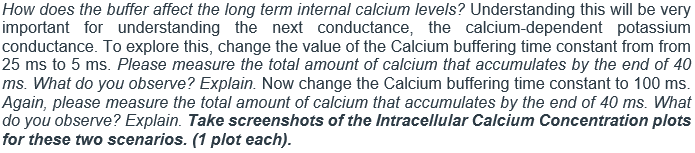 How does the buffer affect the long term internal calcium levels? Understanding this will be very
important for understanding the next conductance, the calcium-dependent potassium
conductance. To explore this, change the value of the Calcium buffering time constant from from
25 ms to 5 ms. Please measure the total amount of calcium that accumulates by the end of 40
ms. What do you observe? Explain. Now change the Calcium buffering time constant to 100 ms.
Again, please measure the total amount of calcium that accumulates by the end of 40 ms. What
do you observe? Explain. Take screenshots of the Intracellular Calcium Concentration plots
for these two scenarios. (1 plot each).